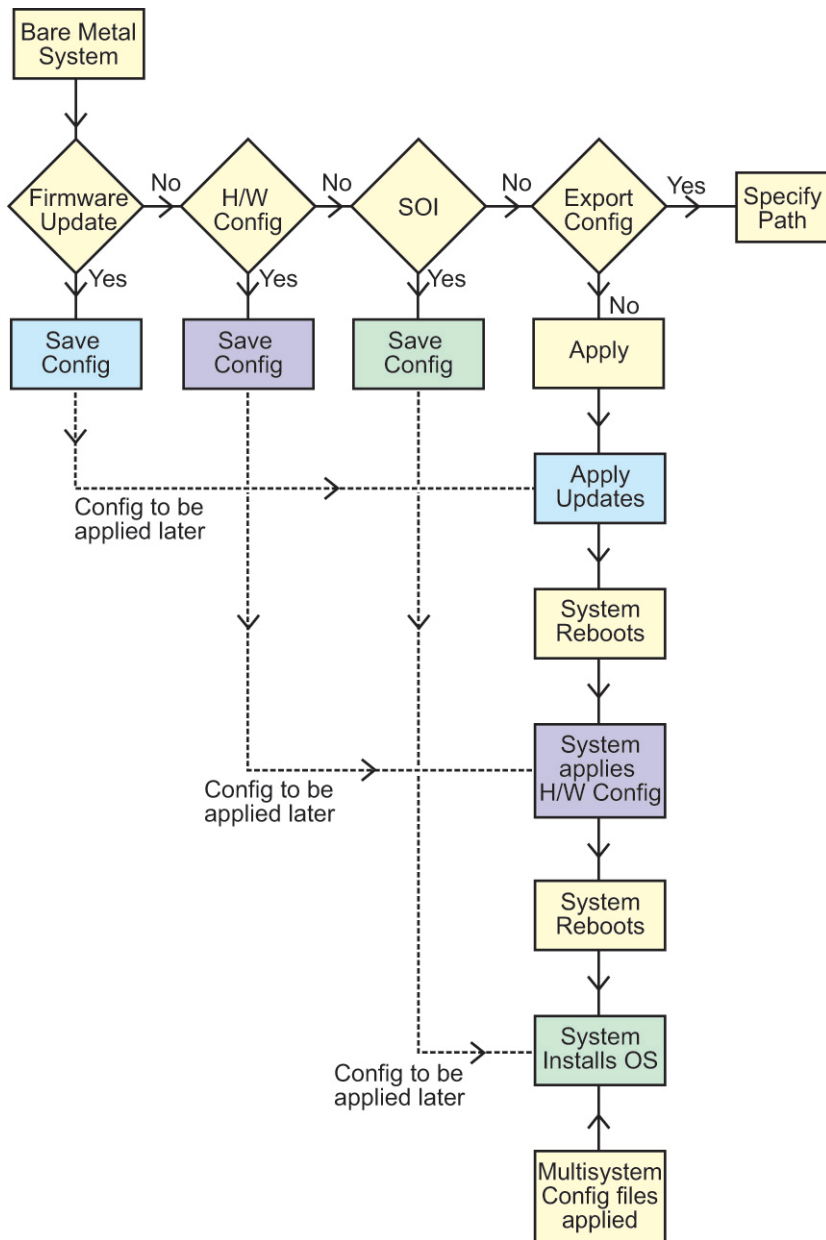 Bare Metal
System
Firmware
Update
No
H/W
Config
No
SOI
No
Export
Config
Yes
Specify
Path
Yes
Yes
Yes
No
Save
Config
Save
Config
Save
Config
Apply
Apply
Updates
Config to be
applied later
System
Reboots
System
applies
H/W Config
Config to be
applied later
System
Reboots
System
Installs OS
Config to be
applied later
Multisystem
Config files
applied